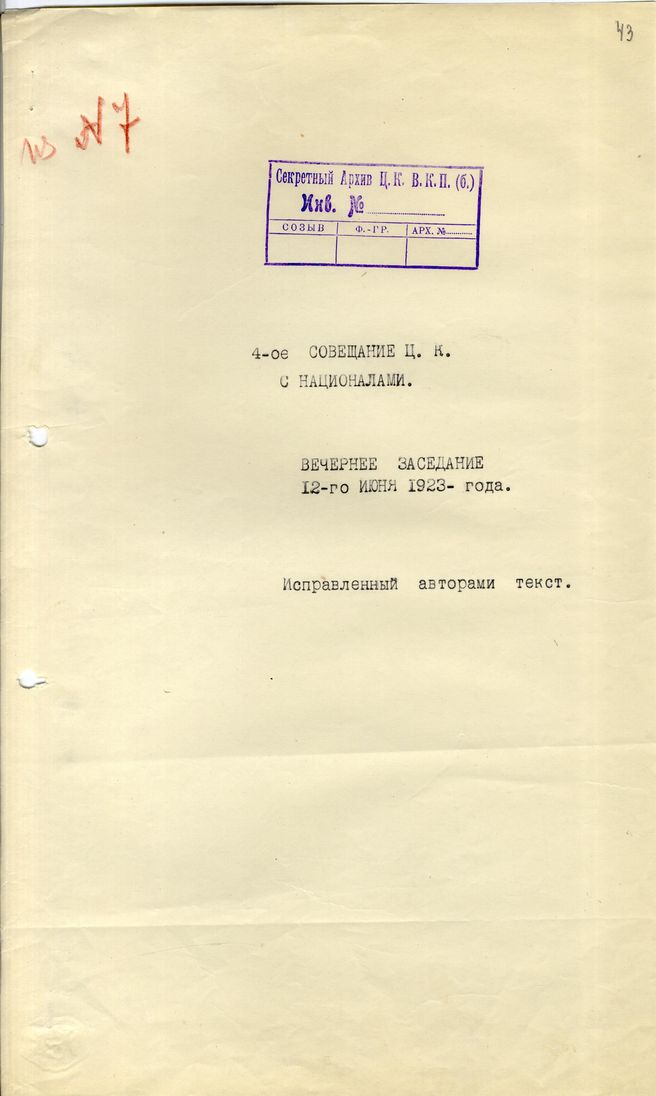 43
из №7
Секретный Архив Ц.К. В.К.П. (б.)
Инв. №
СОЗЫВ Ф.-ГР. АРХ. №
4-ое СОВЕЩАНИЕ Ц. К.
С НАЦИОНАЛАМИ.
ВЕЧЕРНЕЕ ЗАСЕДАНИЕ
12-го ИЮНЯ 1923- года.
Исправленный авторами текст.